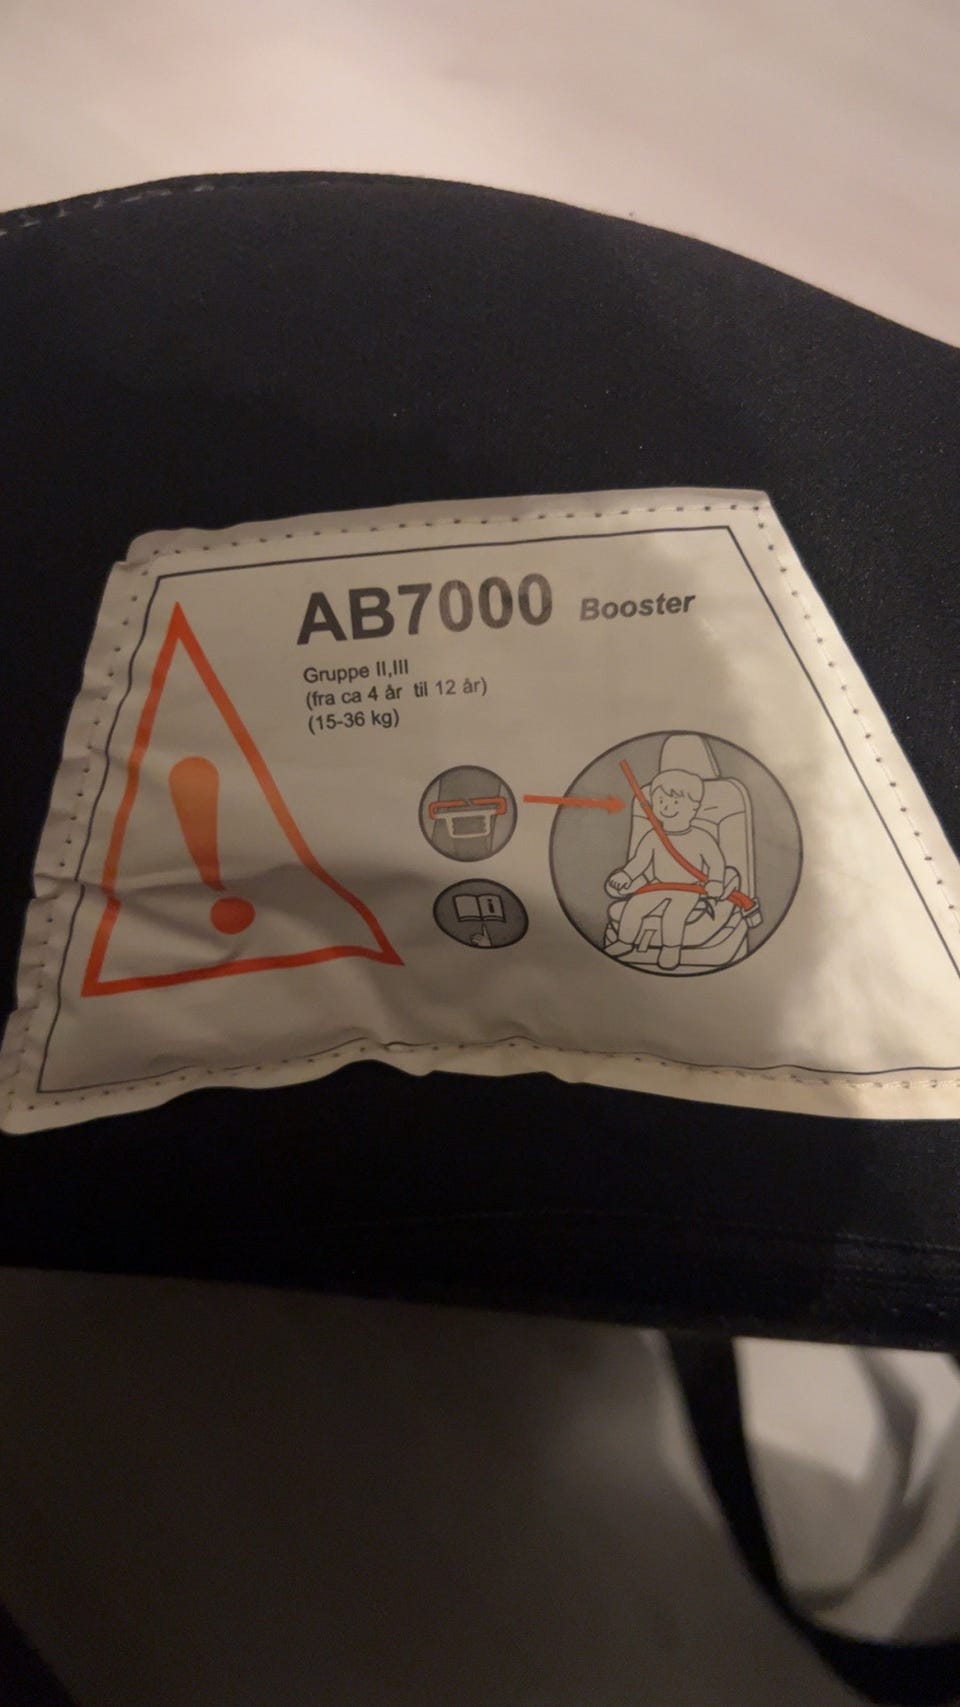 AB7000 Booster
Gruppe II,III
(fra ca 4 år til 12 år)
(15-36 kg)